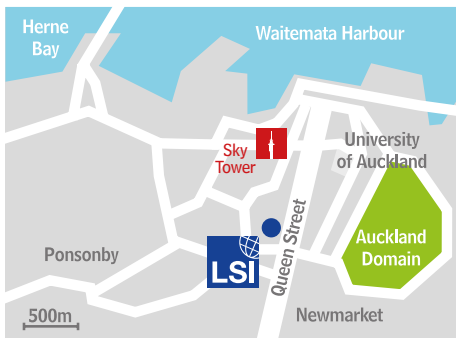 Herne
Bay
Waitemata Harbour
Sky
Tower
University
of Auckland
Queen Street
Ponsonby
LSI
Auckland
Domain
Newmarket
500m